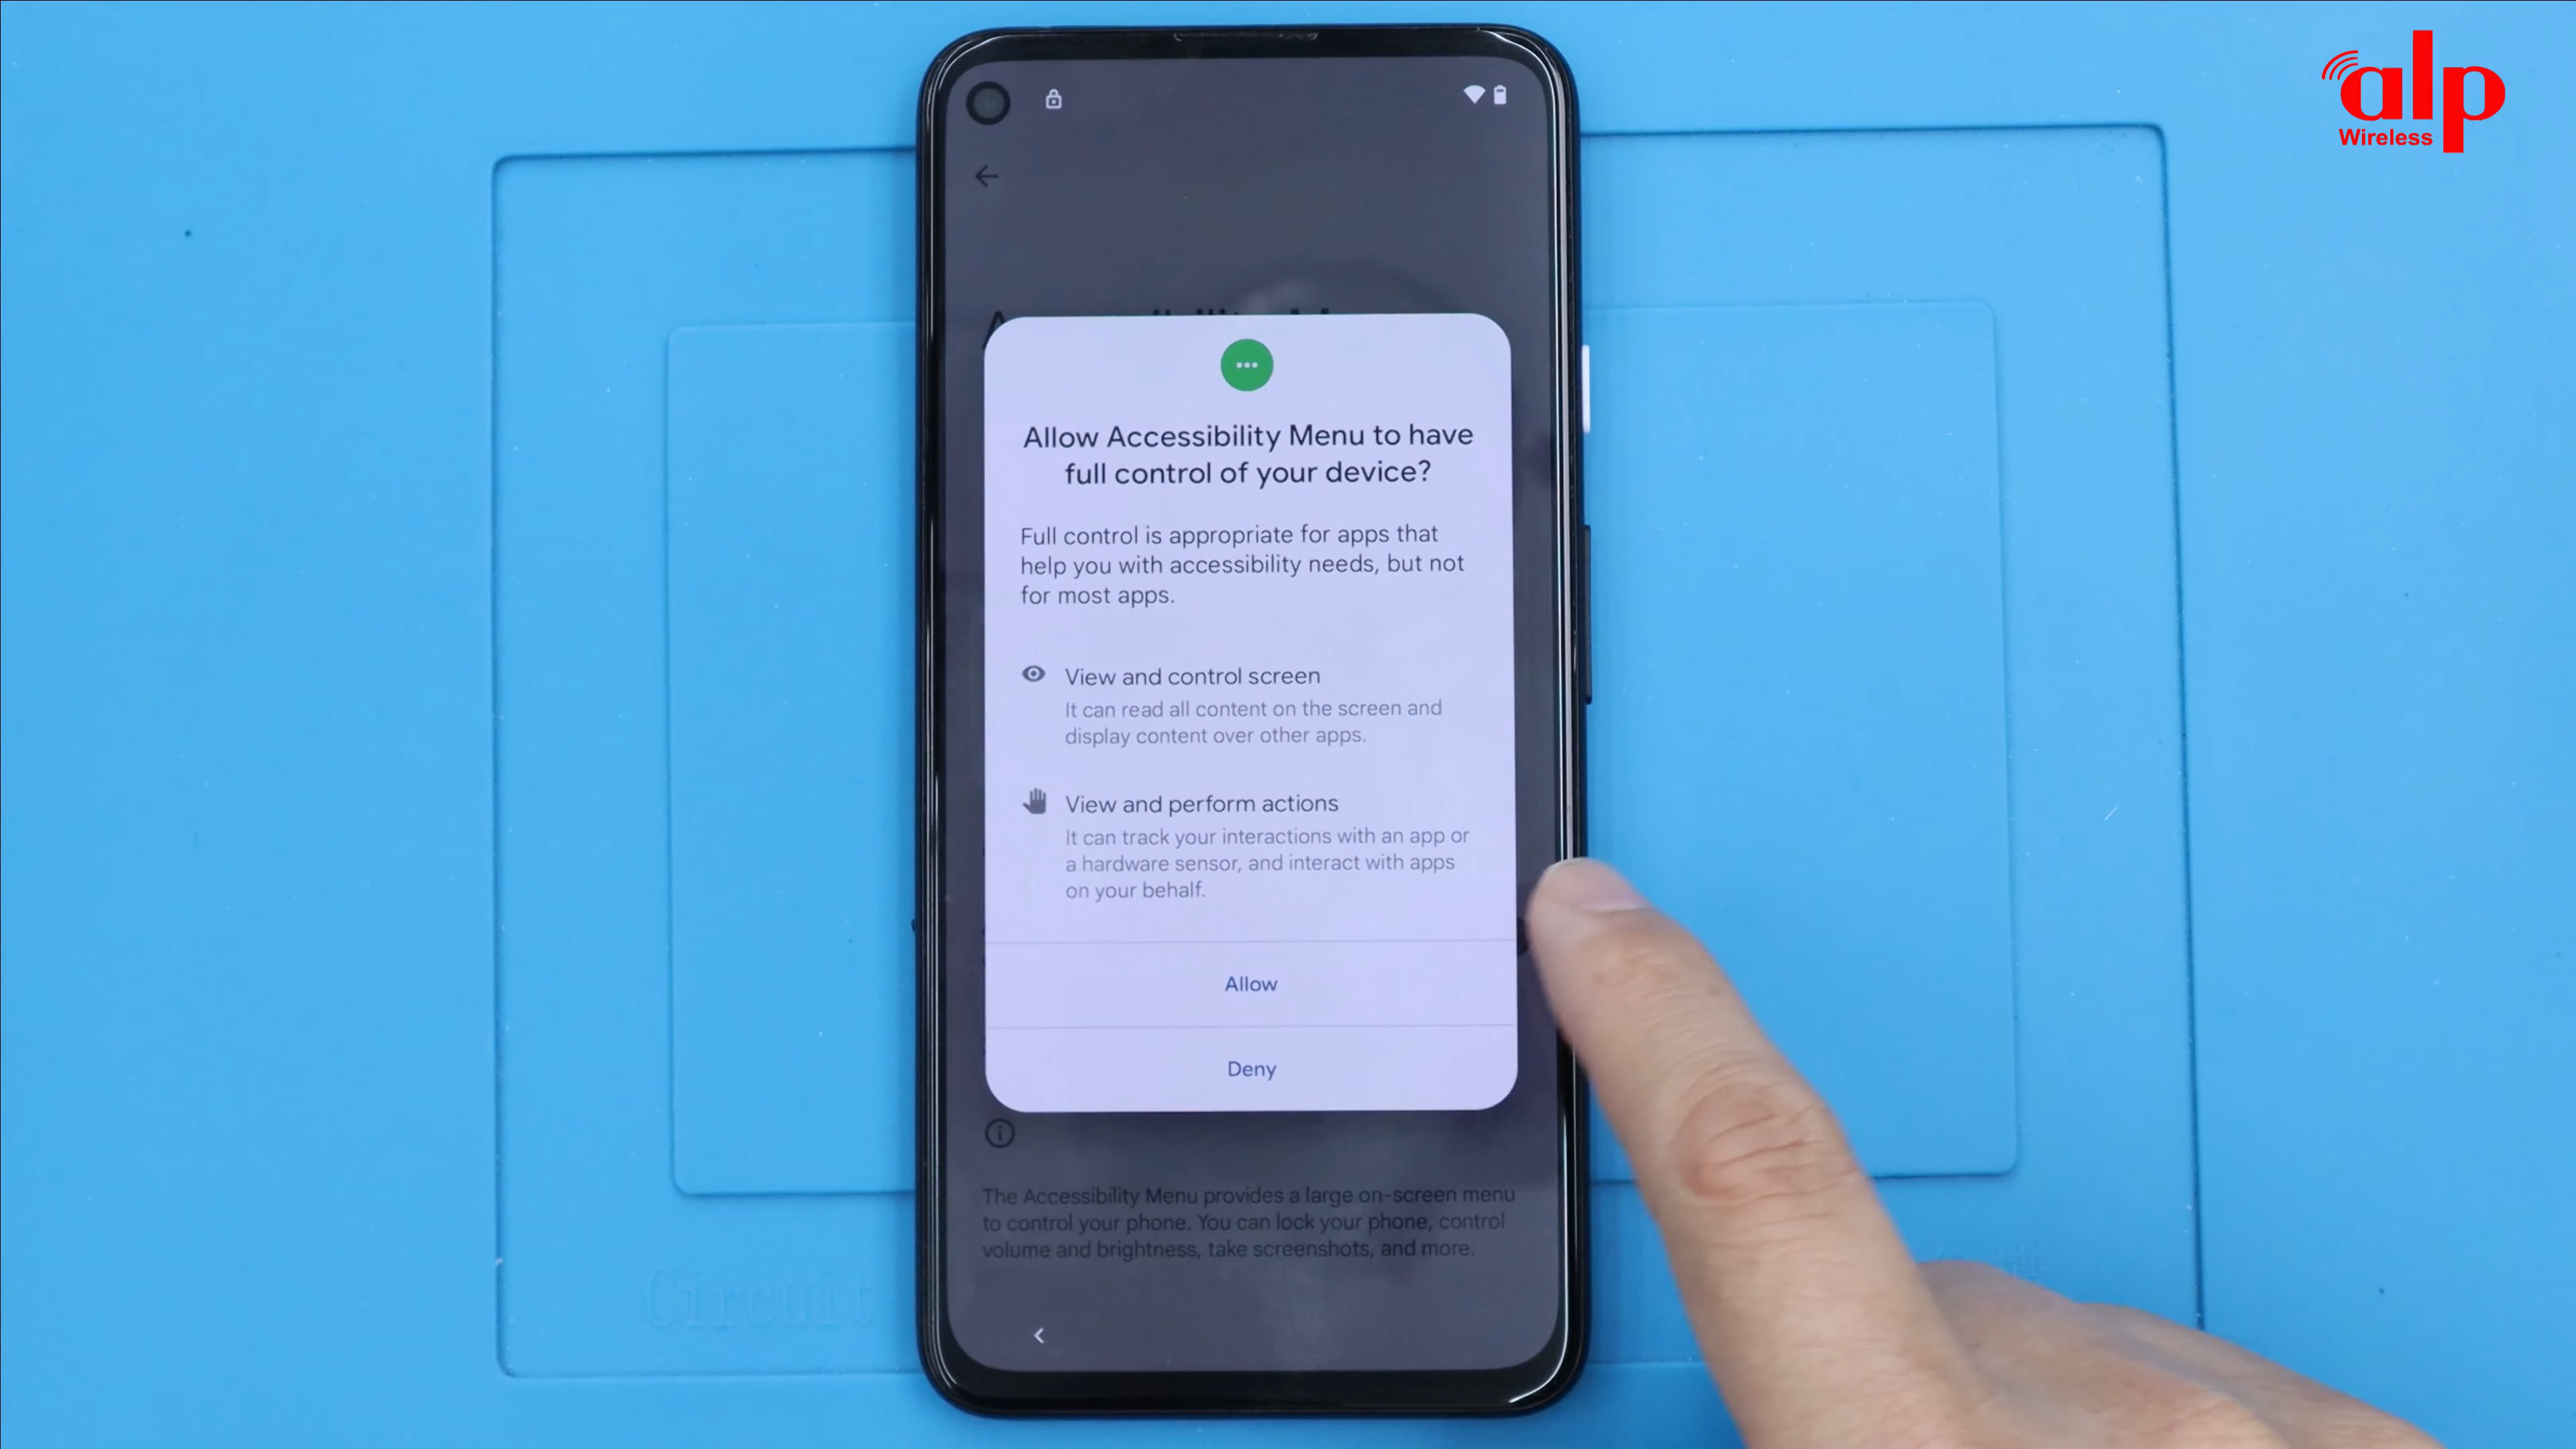 alp
Wireless
Allow Accessibility Menu to have
full control of your device?
Full control is appropriate for apps that
help you with accessibility needs, but not
for most apps.
View and control screen
It can read all content on the screen and
display content over other apps.
View and perform actions
It can track your interactions with an app or
a hardware sensor, and interact with apps
on your behalf.
Allow
Deny
The Accessibility Menu provides a large on-screen menu
to control your phone. You can lock your phone, control
volume and brightness, take screenshots, and more.
Circuit